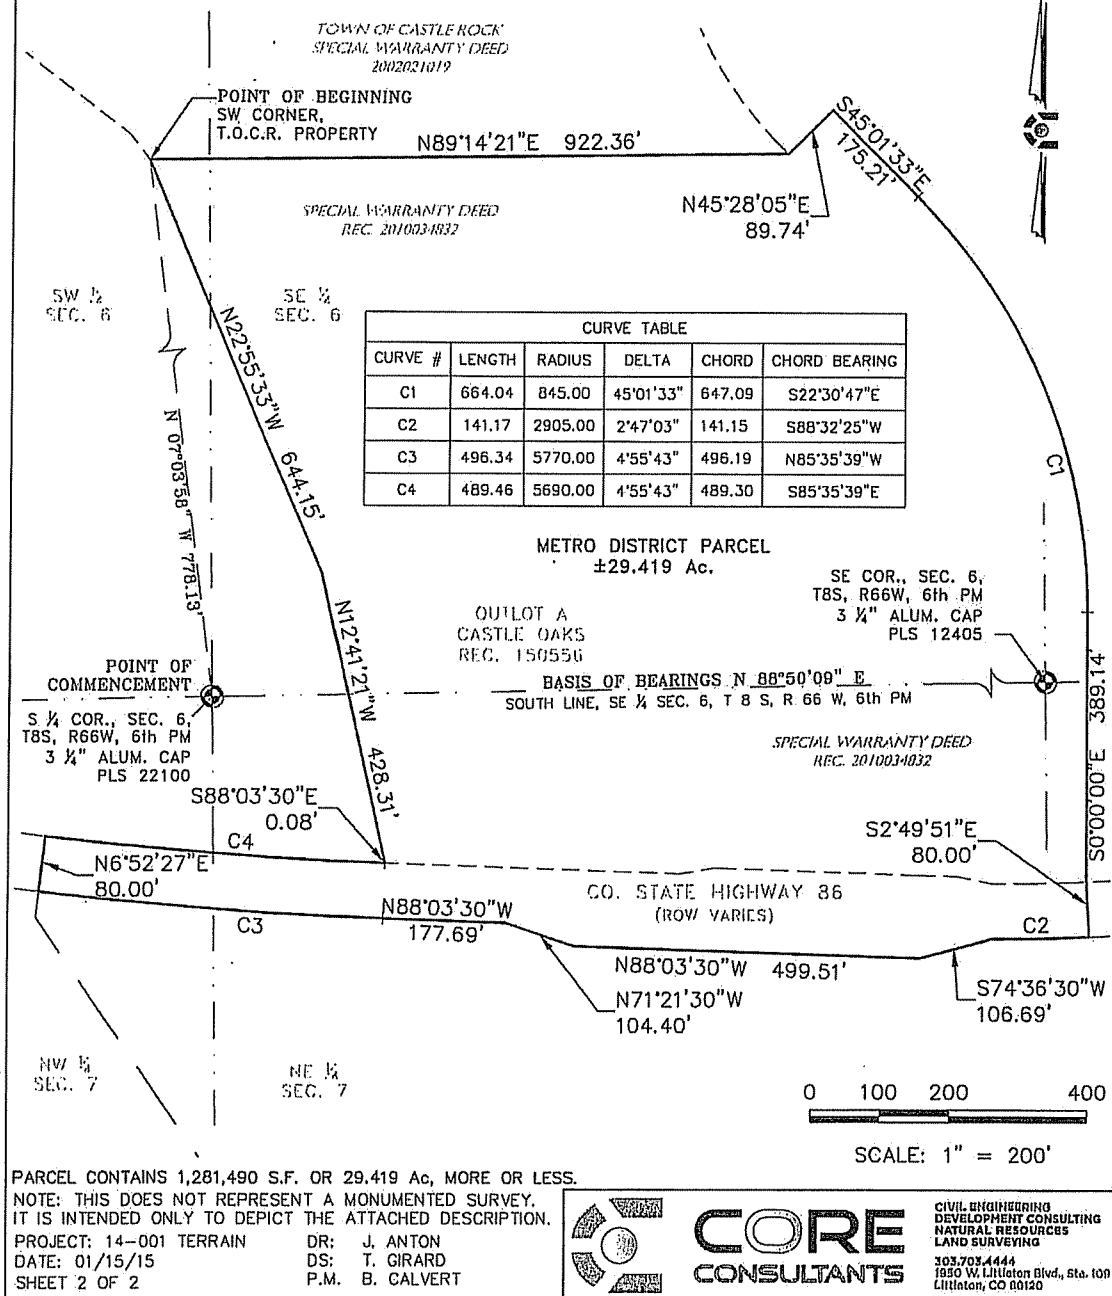 TOWN OF CASTLE ROCK
SPECIAL WARRANTY DEED
2002021019
POINT OF BEGINNING
SW CORNER,
T.O.C.R. PROPERTY
N89°14'21"E 922.36'
S45°01'33"E
175.21'
N45°28'05"E
89.74'
SPECIAL WARRANTY DEED
REC. 2010034832
SW ¼
SEC. 6
SE ¼
SEC. 6
N22°55'33"W 644.15'
N 07°03'58" W 778.13'
CURVE TABLE
CURVE # LENGTH RADIUS DELTA CHORD CHORD BEARING
C1 664.04 845.00 45°01'33" 647.09 S22°30'47"E
C2 141.17 2905.00 2°47'03" 141.15 S88°32'25"W
C3 496.34 5770.00 4°55'43" 496.19 N85°35'39"W
C4 489.46 5690.00 4°55'43" 489.30 S85°35'39"E
C1
METRO DISTRICT PARCEL
±29.419 Ac.
SE COR., SEC. 6,
T8S, R66W, 6th PM
3 ¼" ALUM. CAP
PLS 12405
OUTLOT A
CASTLE OAKS
REC. 150556
N12°41'21"W 428.31'
POINT OF
COMMENCEMENT
BASIS OF BEARINGS N 88°50'09" E
SOUTH LINE, SE ¼ SEC. 6, T 8 S, R 66 W, 6th PM
S ¼ COR., SEC. 6,
T8S, R66W, 6th PM
3 ¼" ALUM. CAP
PLS 22100
SPECIAL WARRANTY DEED
REC. 2010034832
S0°00'00"E 389.14'
S88°03'30"E
0.08'
S2°49'51"E
80.00'
C4
N6°52'27"E
80.00'
CO. STATE HIGHWAY 86
(ROW VARIES)
C3
N88°03'30"W
177.69'
C2
N88°03'30"W 499.51'
N71°21'30"W
104.40'
S74°36'30"W
106.69'
NW ¼
SEC. 7
NE ¼
SEC. 7
0 100 200 400
SCALE: 1" = 200'
PARCEL CONTAINS 1,281,490 S.F. OR 29.419 Ac, MORE OR LESS.
NOTE: THIS DOES NOT REPRESENT A MONUMENTED SURVEY.
IT IS INTENDED ONLY TO DEPICT THE ATTACHED DESCRIPTION.
PROJECT: 14-001 TERRAIN DR: J. ANTON
DATE: 01/15/15 DS: T. GIRARD
SHEET 2 OF 2 P.M. B. CALVERT
CORE
CONSULTANTS
CIVIL ENGINEERING
DEVELOPMENT CONSULTING
NATURAL RESOURCES
LAND SURVEYING
303.703.4444
1950 W. Littleton Blvd., Ste. 109
Littleton, CO 80120